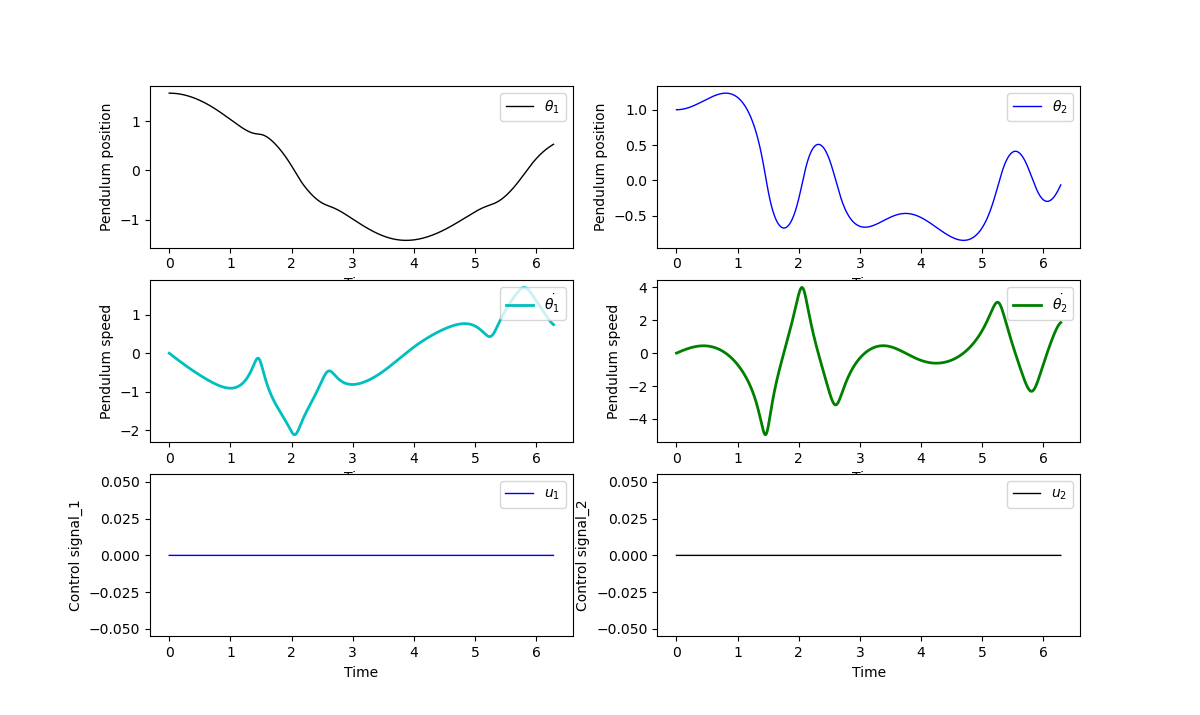 Pendulum position
1
0
−1
θ₁
0 1 2 3 4 5 6
Pendulum position
1.0
0.5
0.0
−0.5
θ₂
0 1 2 3 4 5 6
Pendulum speed
1
0
−1
−2
θ̇₁
0 1 2 3 4 5 6
Pendulum speed
4
2
0
−2
−4
θ̇₂
0 1 2 3 4 5 6
Control signal_1
0.050
0.025
0.000
−0.025
−0.050
u₁
0 1 2 3 4 5 6
Time
Control signal_2
0.050
0.025
0.000
−0.025
−0.050
u₂
0 1 2 3 4 5 6
Time